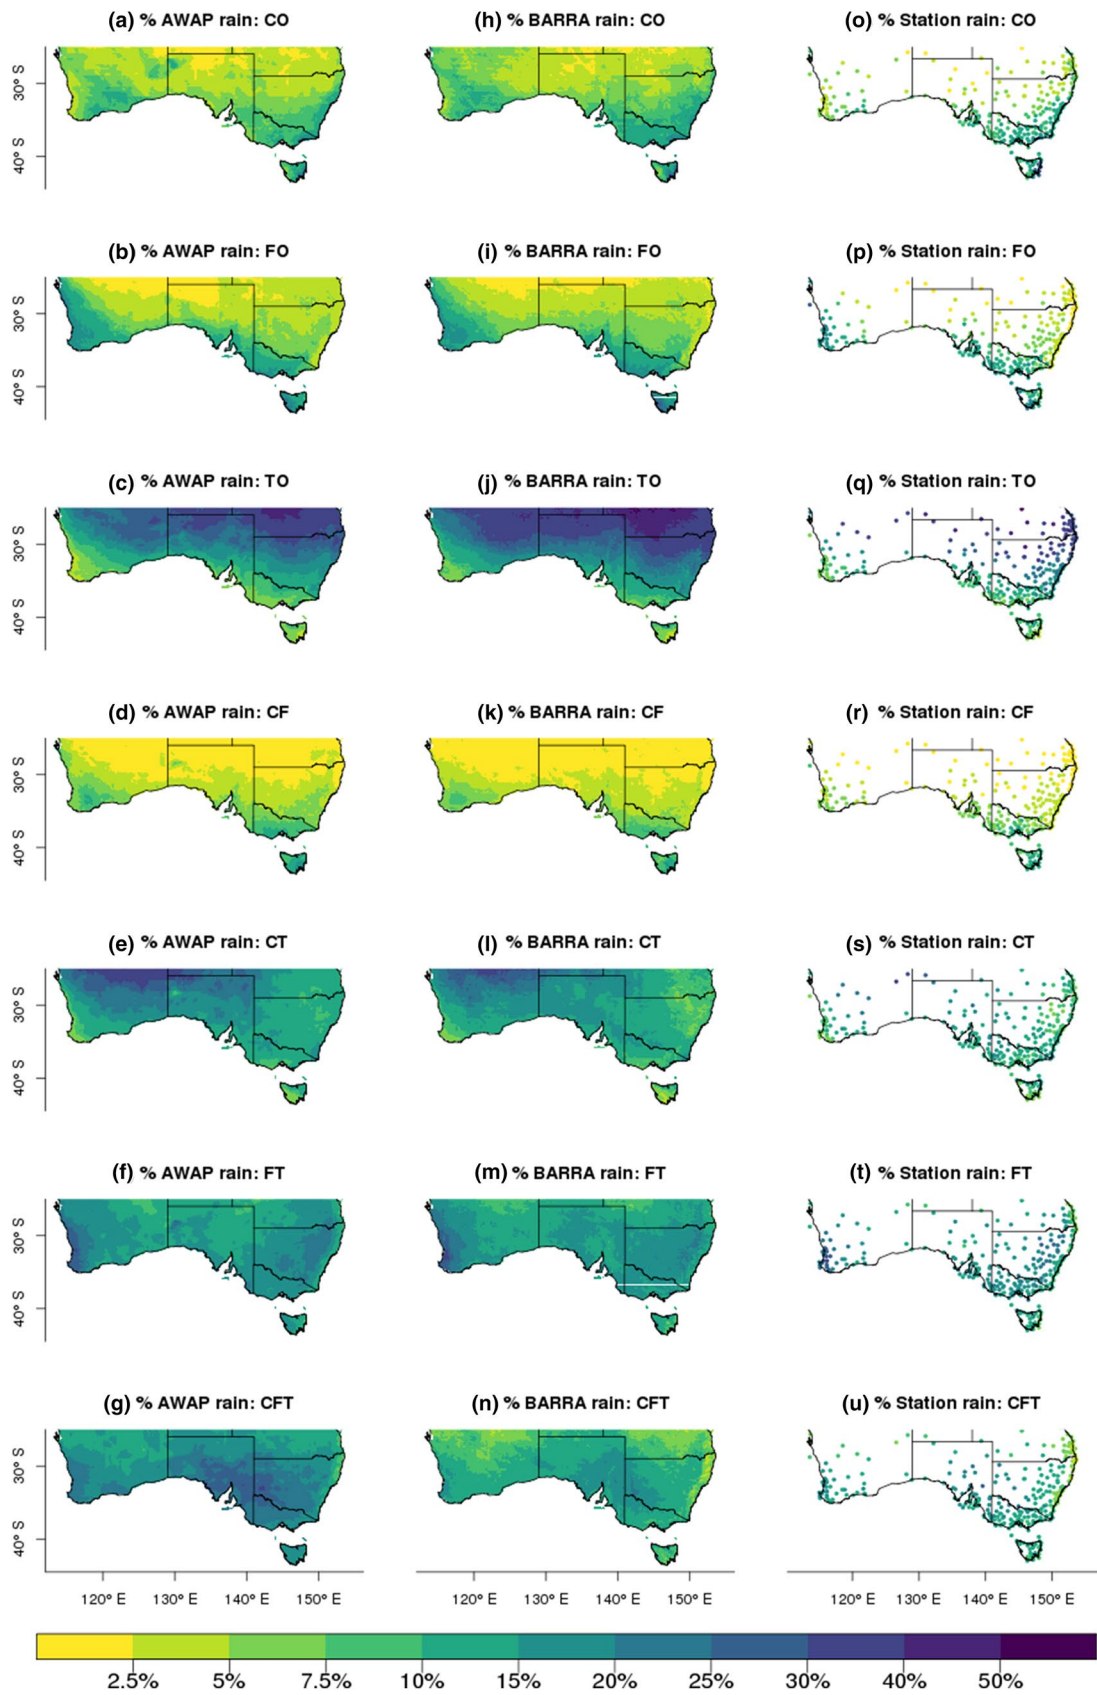 (a) % AWAP rain: CO
(h) % BARRA rain: CO
(o) % Station rain: CO
30° S
40° S
(b) % AWAP rain: FO
(i) % BARRA rain: FO
(p) % Station rain: FO
30° S
40° S
(c) % AWAP rain: TO
(j) % BARRA rain: TO
(q) % Station rain: TO
30° S
40° S
(d) % AWAP rain: CF
(k) % BARRA rain: CF
(r) % Station rain: CF
30° S
40° S
(e) % AWAP rain: CT
(l) % BARRA rain: CT
(s) % Station rain: CT
30° S
40° S
(f) % AWAP rain: FT
(m) % BARRA rain: FT
(t) % Station rain: FT
30° S
40° S
(g) % AWAP rain: CFT
(n) % BARRA rain: CFT
(u) % Station rain: CFT
30° S
40° S
120° E 130° E 140° E 150° E
120° E 130° E 140° E 150° E
120° E 130° E 140° E 150° E
2.5% 5% 7.5% 10% 15% 20% 25% 30% 40% 50%